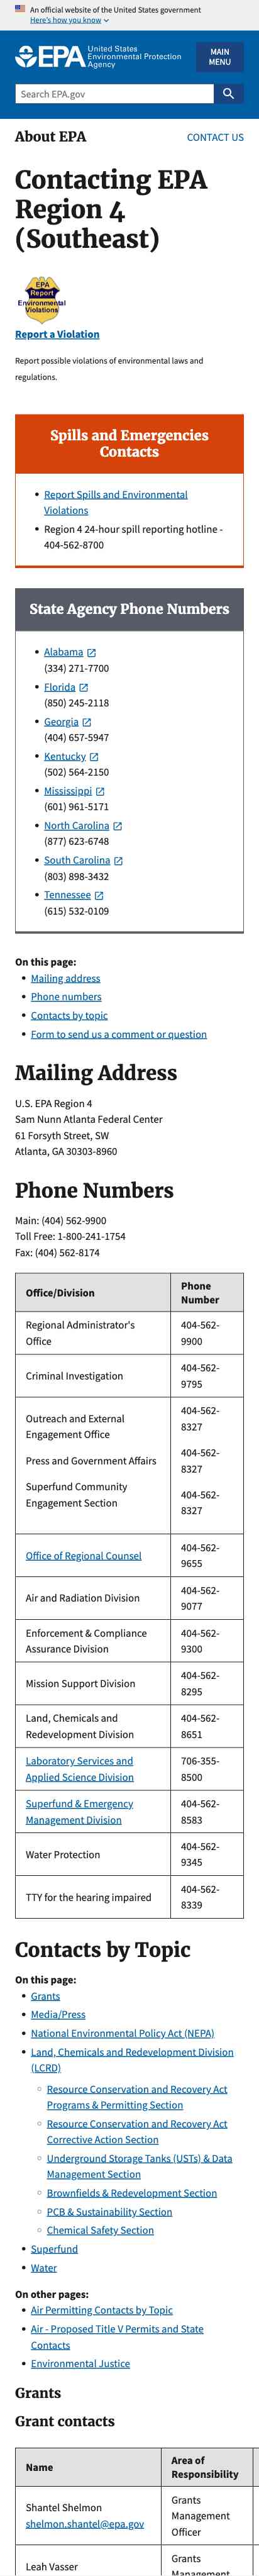 An official website of the United States government
Here's how you know
EPA
United States
Environmental Protection
Agency
MAIN
MENU
Search EPA.gov
About EPA
CONTACT US
Contacting EPA
Region 4
(Southeast)
EPA
Report
Environmental
Violations
Report a Violation
Report possible violations of environmental laws and
regulations.
Spills and Emergencies
Contacts
Report Spills and Environmental
Violations
Region 4 24-hour spill reporting hotline -
404-562-8700
State Agency Phone Numbers
Alabama
(334) 271-7700
Florida
(850) 245-2118
Georgia
(404) 657-5947
Kentucky
(502) 564-2150
Mississippi
(601) 961-5171
North Carolina
(877) 623-6748
South Carolina
(803) 898-3432
Tennessee
(615) 532-0109
On this page:
Mailing address
Phone numbers
Contacts by topic
Form to send us a comment or question
Mailing Address
U.S. EPA Region 4
Sam Nunn Atlanta Federal Center
61 Forsyth Street, SW
Atlanta, GA 30303-8960
Phone Numbers
Main: (404) 562-9900
Toll Free: 1-800-241-1754
Fax: (404) 562-8174
Office/Division
Phone
Number
Regional Administrator's
Office
404-562-
9900
Criminal Investigation
404-562-
9795
Outreach and External
Engagement Office
404-562-
8327
Press and Government Affairs
404-562-
8327
Superfund Community
Engagement Section
404-562-
8327
Office of Regional Counsel
404-562-
9655
Air and Radiation Division
404-562-
9077
Enforcement & Compliance
Assurance Division
404-562-
9300
Mission Support Division
404-562-
8295
Land, Chemicals and
Redevelopment Division
404-562-
8651
Laboratory Services and
Applied Science Division
706-355-
8500
Superfund & Emergency
Management Division
404-562-
8583
Water Protection
404-562-
9345
TTY for the hearing impaired
404-562-
8339
Contacts by Topic
On this page:
Grants
Media/Press
National Environmental Policy Act (NEPA)
Land, Chemicals and Redevelopment Division
(LCRD)
Resource Conservation and Recovery Act
Programs & Permitting Section
Resource Conservation and Recovery Act
Corrective Action Section
Underground Storage Tanks (USTs) & Data
Management Section
Brownfields & Redevelopment Section
PCB & Sustainability Section
Chemical Safety Section
Superfund
Water
On other pages:
Air Permitting Contacts by Topic
Air - Proposed Title V Permits and State
Contacts
Environmental Justice
Grants
Grant contacts
Name
Area of
Responsibility
Shantel Shelmon
shelmon.shantel@epa.gov
Grants
Management
Officer
Leah Vasser
Grants
Management